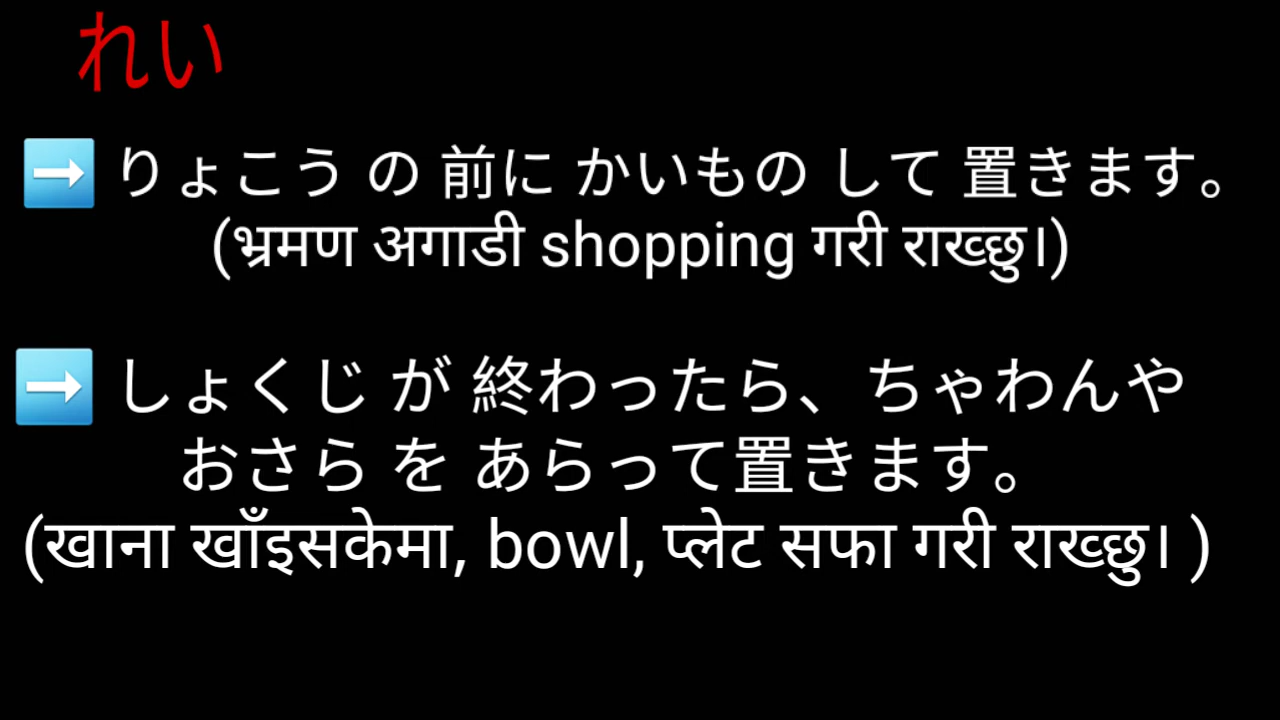 れい
➡️ りょこう の 前に かいもの して 置きます。
(भ्रमण अगाडी shopping गरी राख्छु।)
➡️ しょくじ が 終わったら、ちゃわんや
おさら を あらって置きます。
(खाना खाँइसकेमा, bowl, प्लेट सफा गरी राख्छु। )